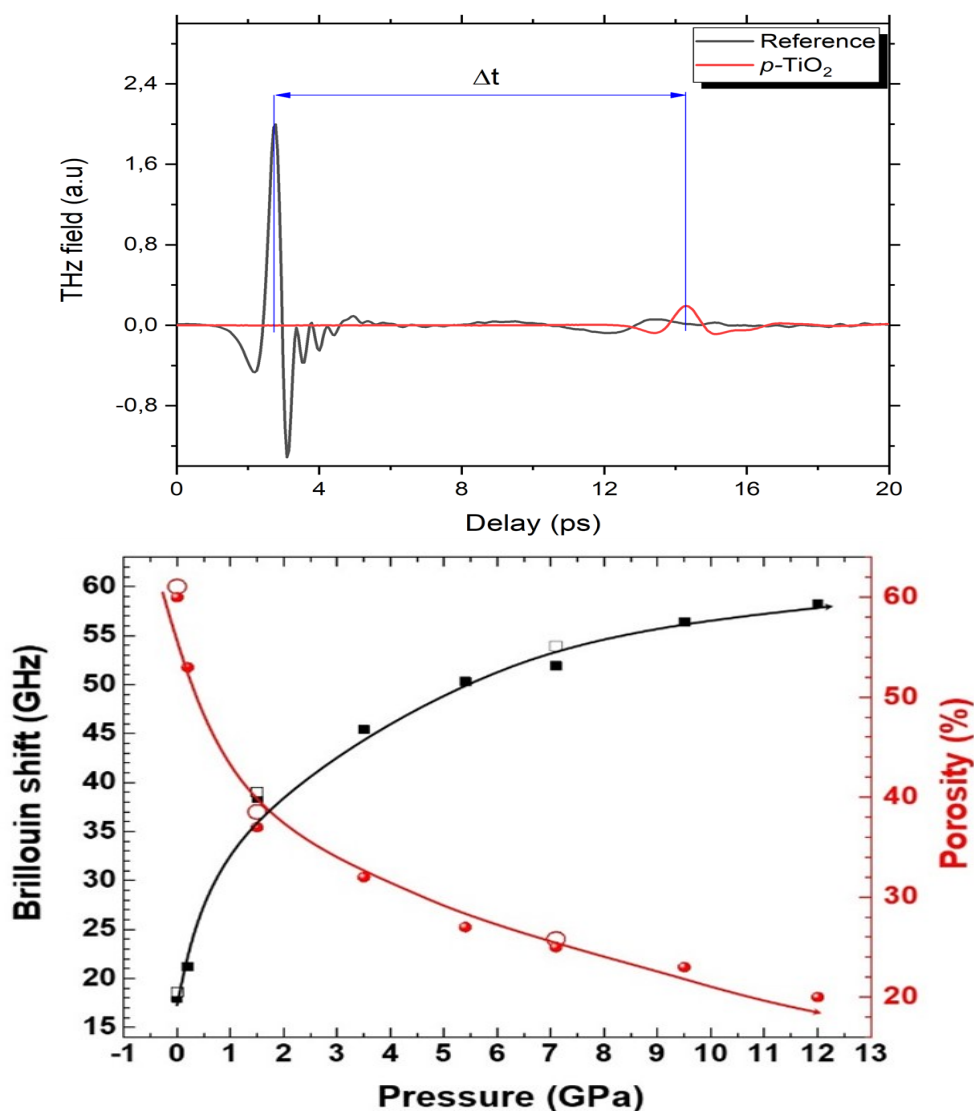 Reference
p-TiO₂
Δt
2,4
1,6
0,8
0,0
-0,8
THz field (a.u)
0 4 8 12 16 20
Delay (ps)
60 60
55
50 50
45
40 40
35
30 30
25
20 20
15
Brillouin shift (GHz)
Porosity (%)
-1 0 1 2 3 4 5 6 7 8 9 10 11 12 13
Pressure (GPa)